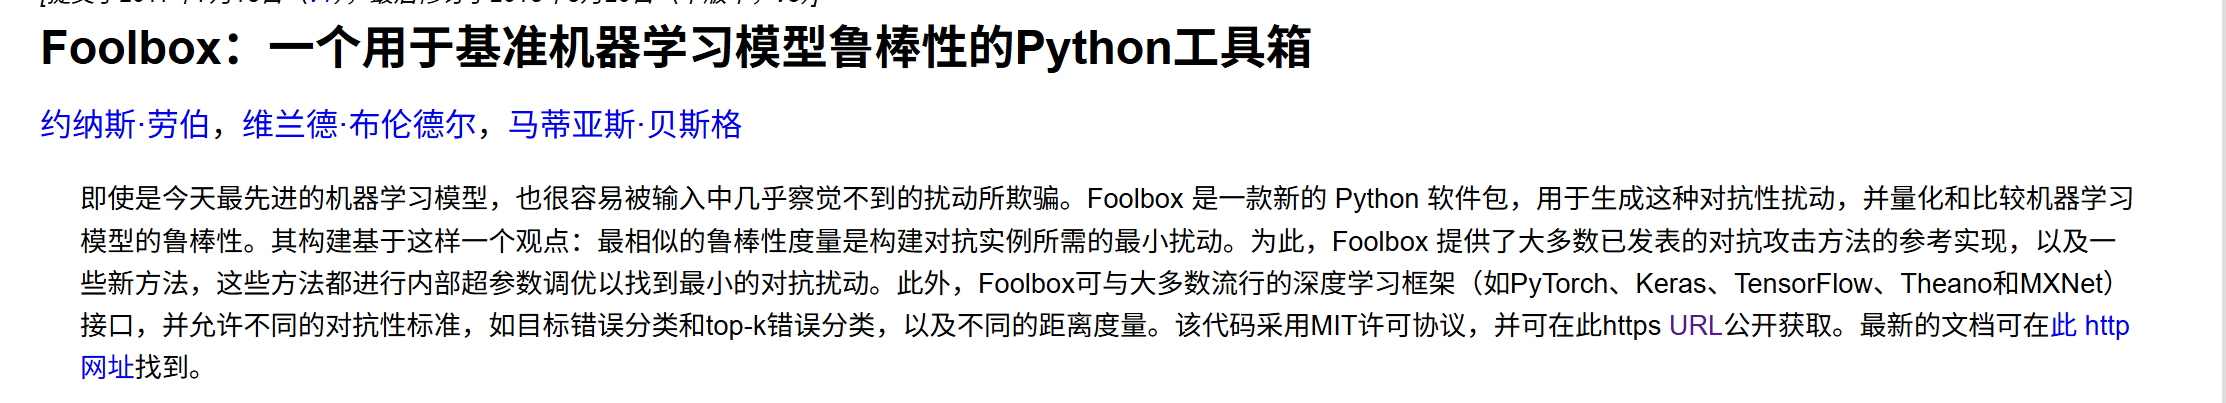 Foolbox：一个用于基准机器学习模型鲁棒性的Python工具箱
约纳斯·劳伯，维兰德·布伦德尔，马蒂亚斯·贝斯格
即使是今天最先进的机器学习模型，也很容易被输入中几乎察觉不到的扰动所欺骗。Foolbox 是一款新的 Python 软件包，用于生成这种对抗性扰动，并量化和比较机器学习
模型的鲁棒性。其构建基于这样一个观点：最相似的鲁棒性度量是构建对抗实例所需的最小扰动。为此，Foolbox 提供了大多数已发表的对抗攻击方法的参考实现，以及一
些新方法，这些方法都进行内部超参数调优以找到最小的对抗扰动。此外，Foolbox可与大多数流行的深度学习框架（如PyTorch、Keras、TensorFlow、Theano和MXNet）
接口，并允许不同的对抗性标准，如目标错误分类和top-k错误分类，以及不同的距离度量。该代码采用MIT许可协议，并可在此https URL公开获取。最新的文档可在此 http
网址找到。